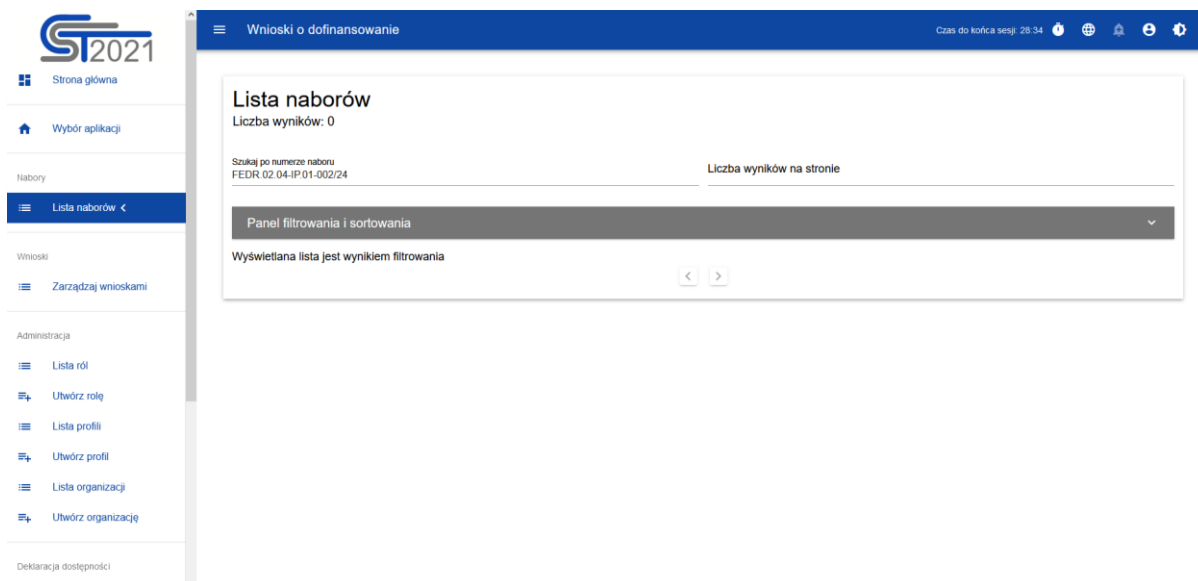 ST2021
Strona główna
Wybór aplikacji
Nabory
Lista naborów
Wnioski
Zarządzaj wnioskami
Administracja
Lista ról
Utwórz rolę
Lista profili
Utwórz profil
Lista organizacji
Utwórz organizację
Deklaracja dostępności
Wnioski o dofinansowanie
Czas do końca sesji: 28:34
Lista naborów
Liczba wyników: 0
Szukaj po numerze naboru
FEDR.02.04-IP.01-002/24
Liczba wyników na stronie
Panel filtrowania i sortowania
Wyświetlana lista jest wynikiem filtrowania